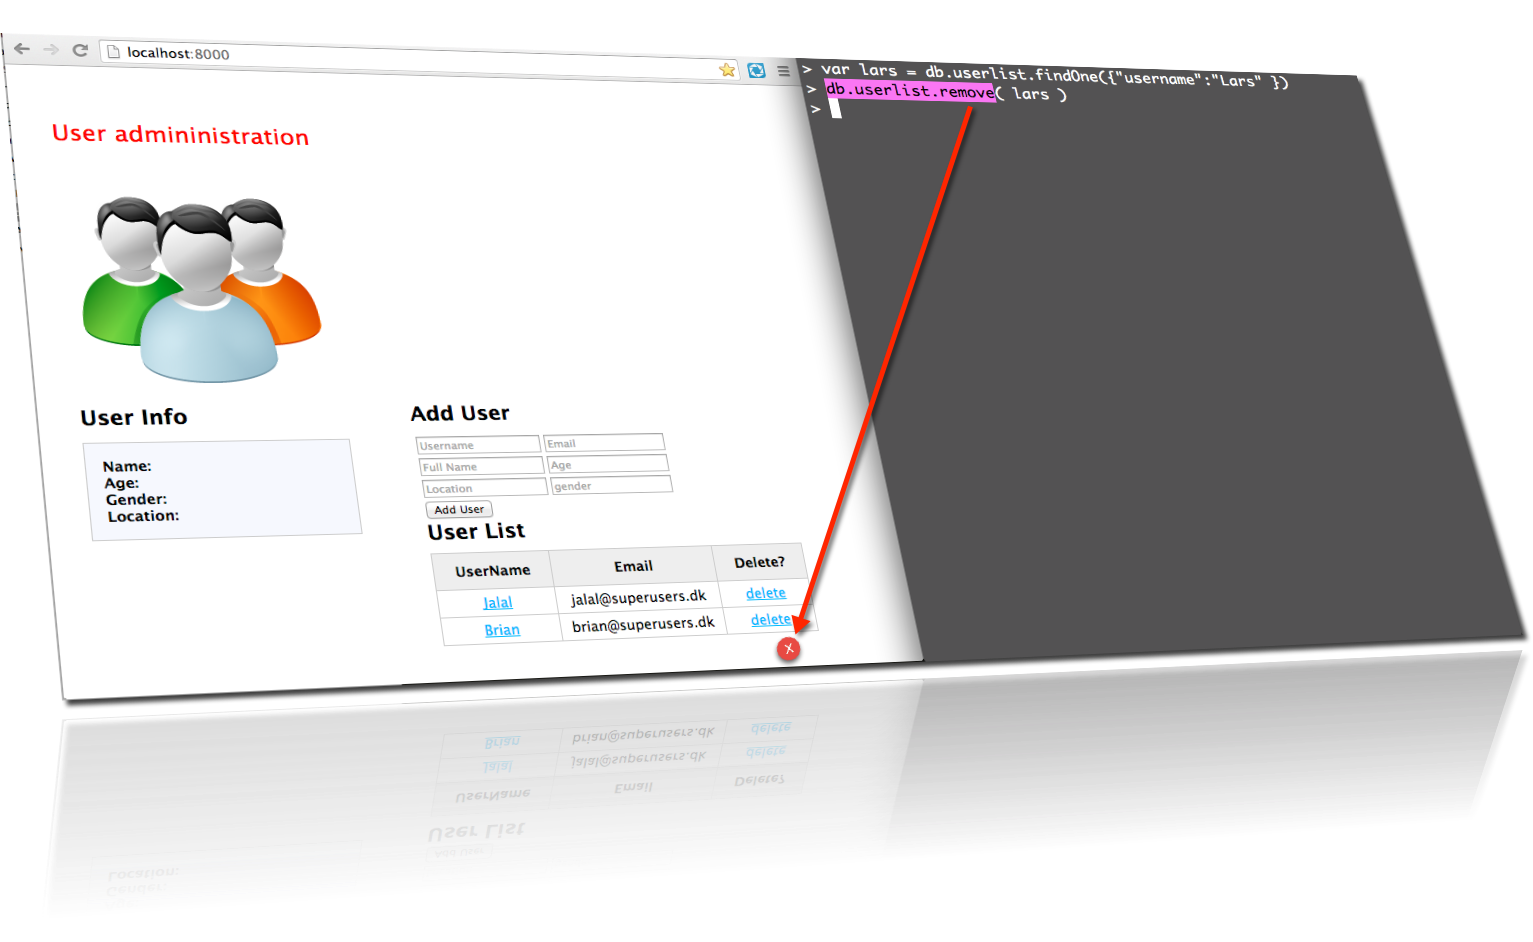 localhost:8000
User admininistration
User Info
Name:
Age:
Gender:
Location:
Add User
Username Email
Full Name Age
Location gender
Add User
User List
UserName Email Delete?
Jalal jalal@superusers.dk delete
Brian brian@superusers.dk delete
X
> var lars = db.userlist.findOne({"username":"Lars" })
> db.userlist.remove( lars )
>